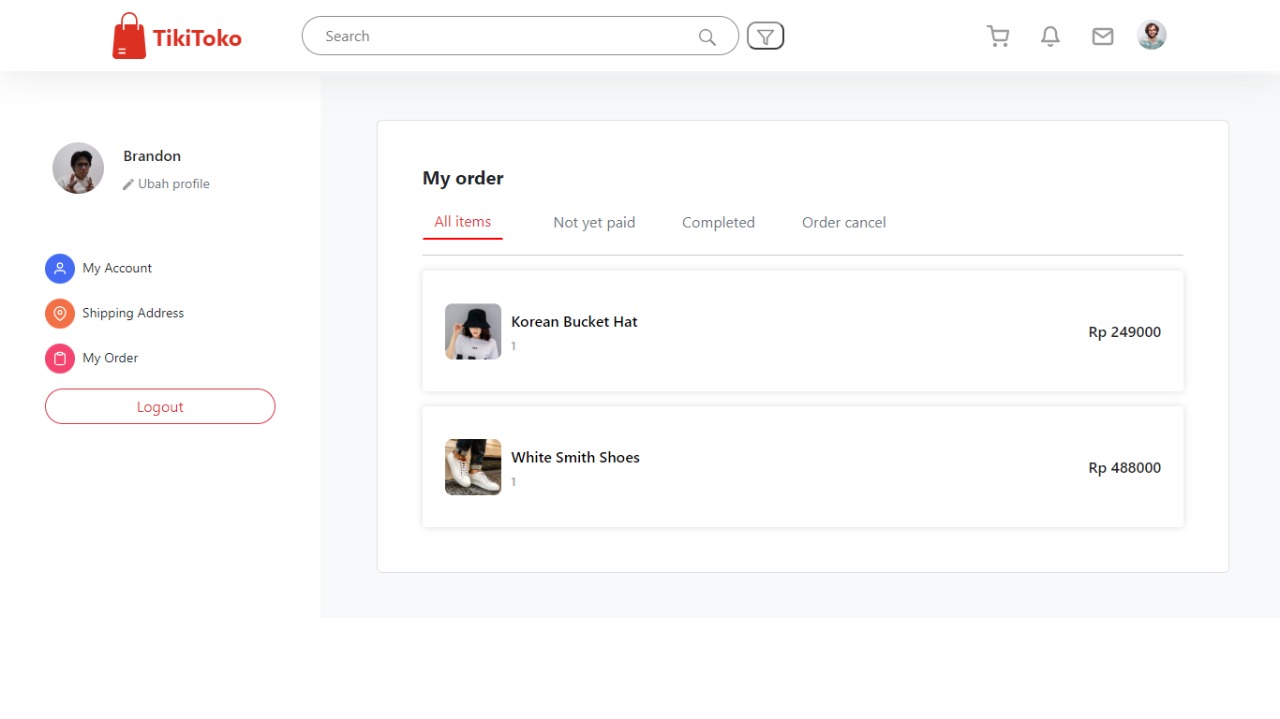 TikiToko
Search
Brandon
Ubah profile
My Account
Shipping Address
My Order
Logout
My order
All items
Not yet paid
Completed
Order cancel
Korean Bucket Hat
1
Rp 249000
White Smith Shoes
1
Rp 488000